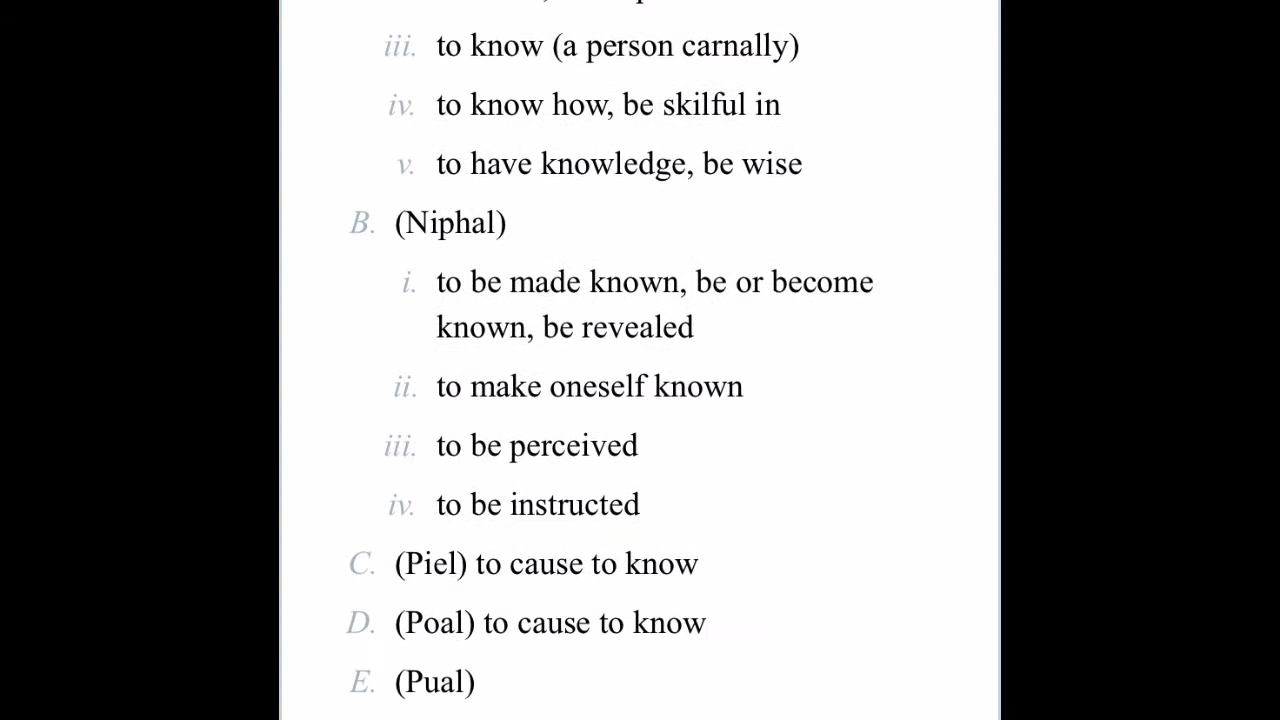 iii. to know (a person carnally)
iv. to know how, be skilful in
v. to have knowledge, be wise
B. (Niphal)
i. to be made known, be or become
known, be revealed
ii. to make oneself known
iii. to be perceived
iv. to be instructed
C. (Piel) to cause to know
D. (Poal) to cause to know
E. (Pual)